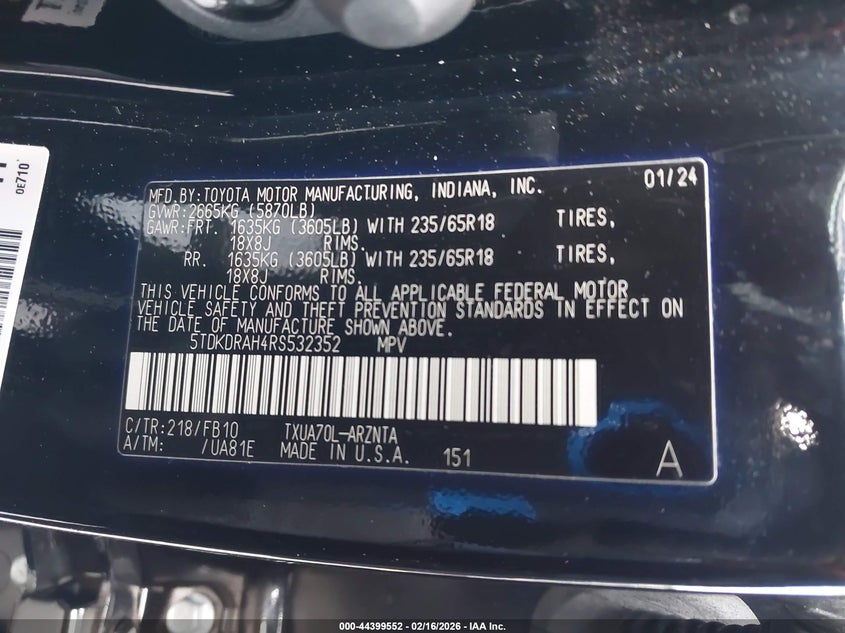 OE710
MFD.BY:TOYOTA MOTOR MANUFACTURING, INDIANA, INC. 01/24
GVWR:2665KG (5870LB)
GAWR:FRT. 1635KG (3605LB) WITH 235/65R18 TIRES,
18X8J RIMS.
RR. 1635KG (3605LB) WITH 235/65R18 TIRES,
18X8J RIMS.
THIS VEHICLE CONFORMS TO ALL APPLICABLE FEDERAL MOTOR
VEHICLE SAFETY AND THEFT PREVENTION STANDARDS IN EFFECT ON
THE DATE OF MANUFACTURE SHOWN ABOVE.
5TDKDRAH4RS532352 MPV
C/TR:218/FB10 TXUA70L-ARZNTA
A/TM: /UA81E MADE IN U.S.A. 151 A
000-44399552 - 02/16/2026 - IAA Inc.